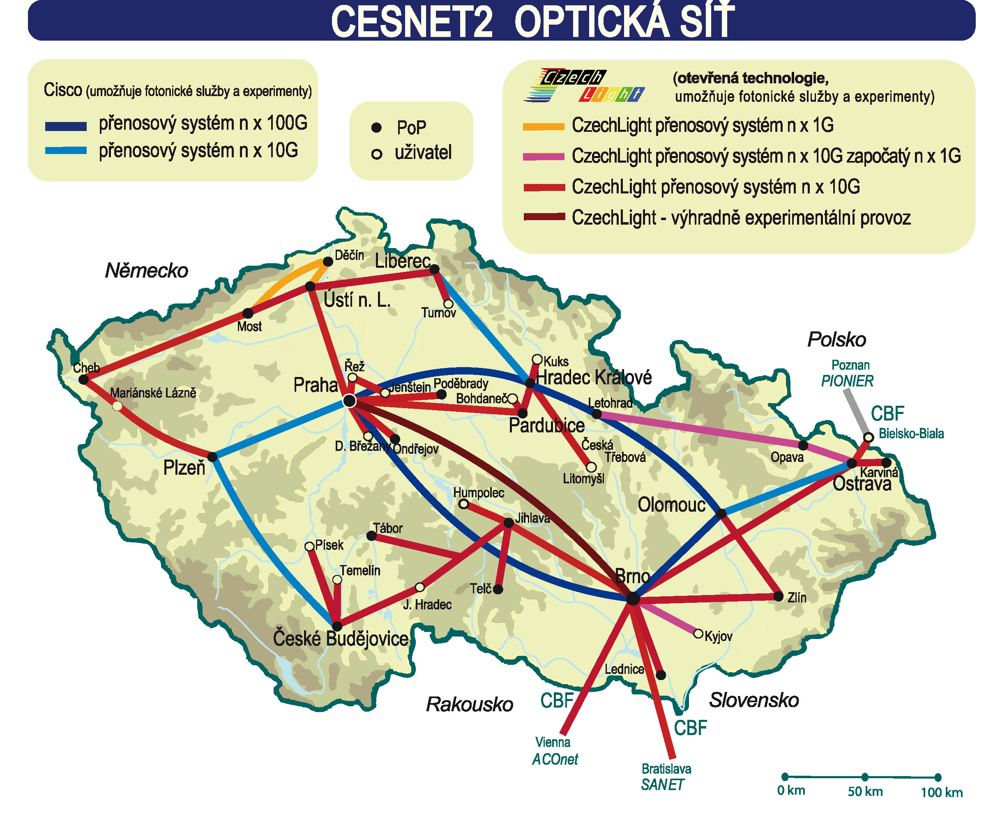 CESNET2 OPTICKÁ SÍŤ
Cisco (umožňuje fotonické služby a experimenty)
přenosový systém n x 100G
přenosový systém n x 10G
PoP
uživatel
Czech
Light
(otevřená technologie,
umožňuje fotonické služby a experimenty)
CzechLight přenosový systém n x 1G
CzechLight přenosový systém n x 10G započatý n x 1G
CzechLight přenosový systém n x 10G
CzechLight - výhradně experimentální provoz
Německo
Děčín
Liberec
Ústí n. L.
Turnov
Most
Polsko
Poznan
PIONIER
Cheb
Řež
Kuks
Praha
Hradec Králové
Jenštejn
Poděbrady
Mariánské Lázně
Bohdaneč
Letohrad
CBF
Pardubice
Bielsko-Biala
D. Břežany
Ondřejov
Česká
Třebová
Opava
Plzeň
Litomyšl
Karviná
Ostrava
Humpolec
Olomouc
Jihlava
Tábor
Písek
Temelín
Brno
Telč
Zlín
J. Hradec
České Budějovice
Kyjov
Lednice
Rakousko
CBF
Slovensko
CBF
Vienna
ACOnet
Bratislava
SANET
0 km
50 km
100 km